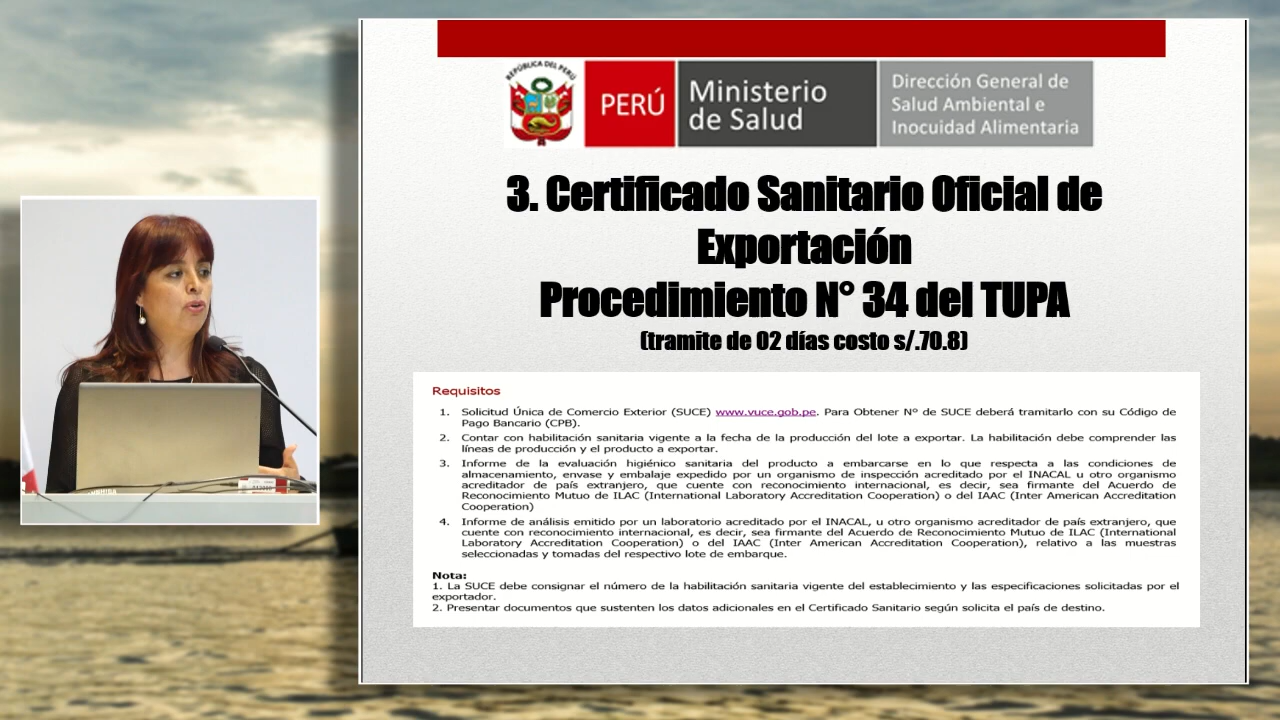 REPÚBLICA DEL PERÚ
PERÚ
Ministerio
de Salud
Dirección General de
Salud Ambiental e
Inocuidad Alimentaria
3. Certificado Sanitario Oficial de
Exportación
Procedimiento N° 34 del TUPA
(tramite de 02 días costo s/.70.8)
Requisitos
1. Solicitud Única de Comercio Exterior (SUCE) www.vuce.gob.pe. Para Obtener Nº de SUCE deberá tramitarlo con su Código de
Pago Bancario (CPB).
2. Contar con habilitación sanitaria vigente a la fecha de la producción del lote a exportar. La habilitación debe comprender las
líneas de producción y el producto a exportar.
3. Informe de la evaluación higiénico sanitaria del producto a embarcarse en lo que respecta a las condiciones de
almacenamiento, envase y embalaje expedido por un organismo de inspección acreditado por el INACAL u otro organismo
acreditador de país extranjero, que cuente con reconocimiento internacional, es decir, sea firmante del Acuerdo de
Reconocimiento Mutuo de ILAC (International Laboratory Accreditation Cooperation) o del IAAC (Inter American Accreditation
Cooperation)
4. Informe de análisis emitido por un laboratorio acreditado por el INACAL, u otro organismo acreditador de país extranjero, que
cuente con reconocimiento internacional, es decir, sea firmante del Acuerdo de Reconocimiento Mutuo de ILAC (International
Laboratory Accreditation Cooperation) o del IAAC (Inter American Accreditation Cooperation), relativo a las muestras
seleccionadas y tomadas del respectivo lote de embarque.
Nota:
1. La SUCE debe consignar el número de la habilitación sanitaria vigente del establecimiento y las especificaciones solicitadas por el
exportador.
2. Presentar documentos que sustenten los datos adicionales en el Certificado Sanitario según solicita el país de destino.